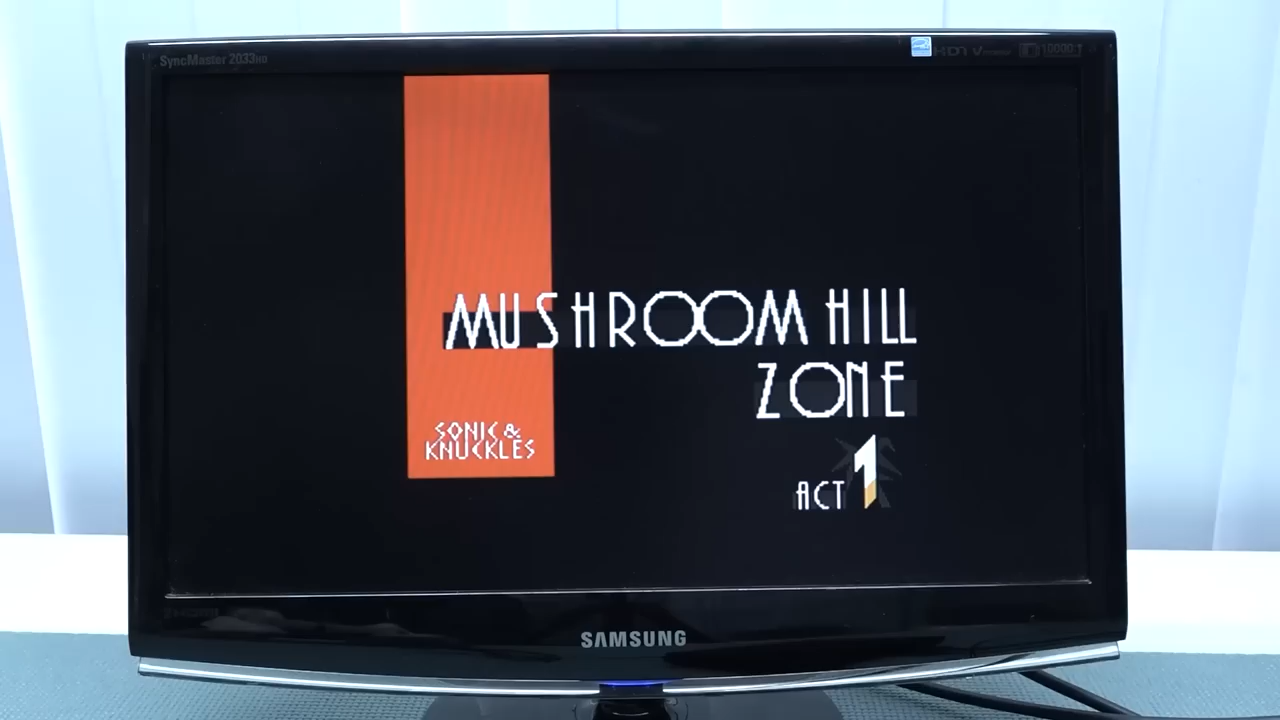 SyncMaster 2033HD
MUSHROOM HILL
ZONE
SONIC &
KNUCKLES
ACT 1
SAMSUNG